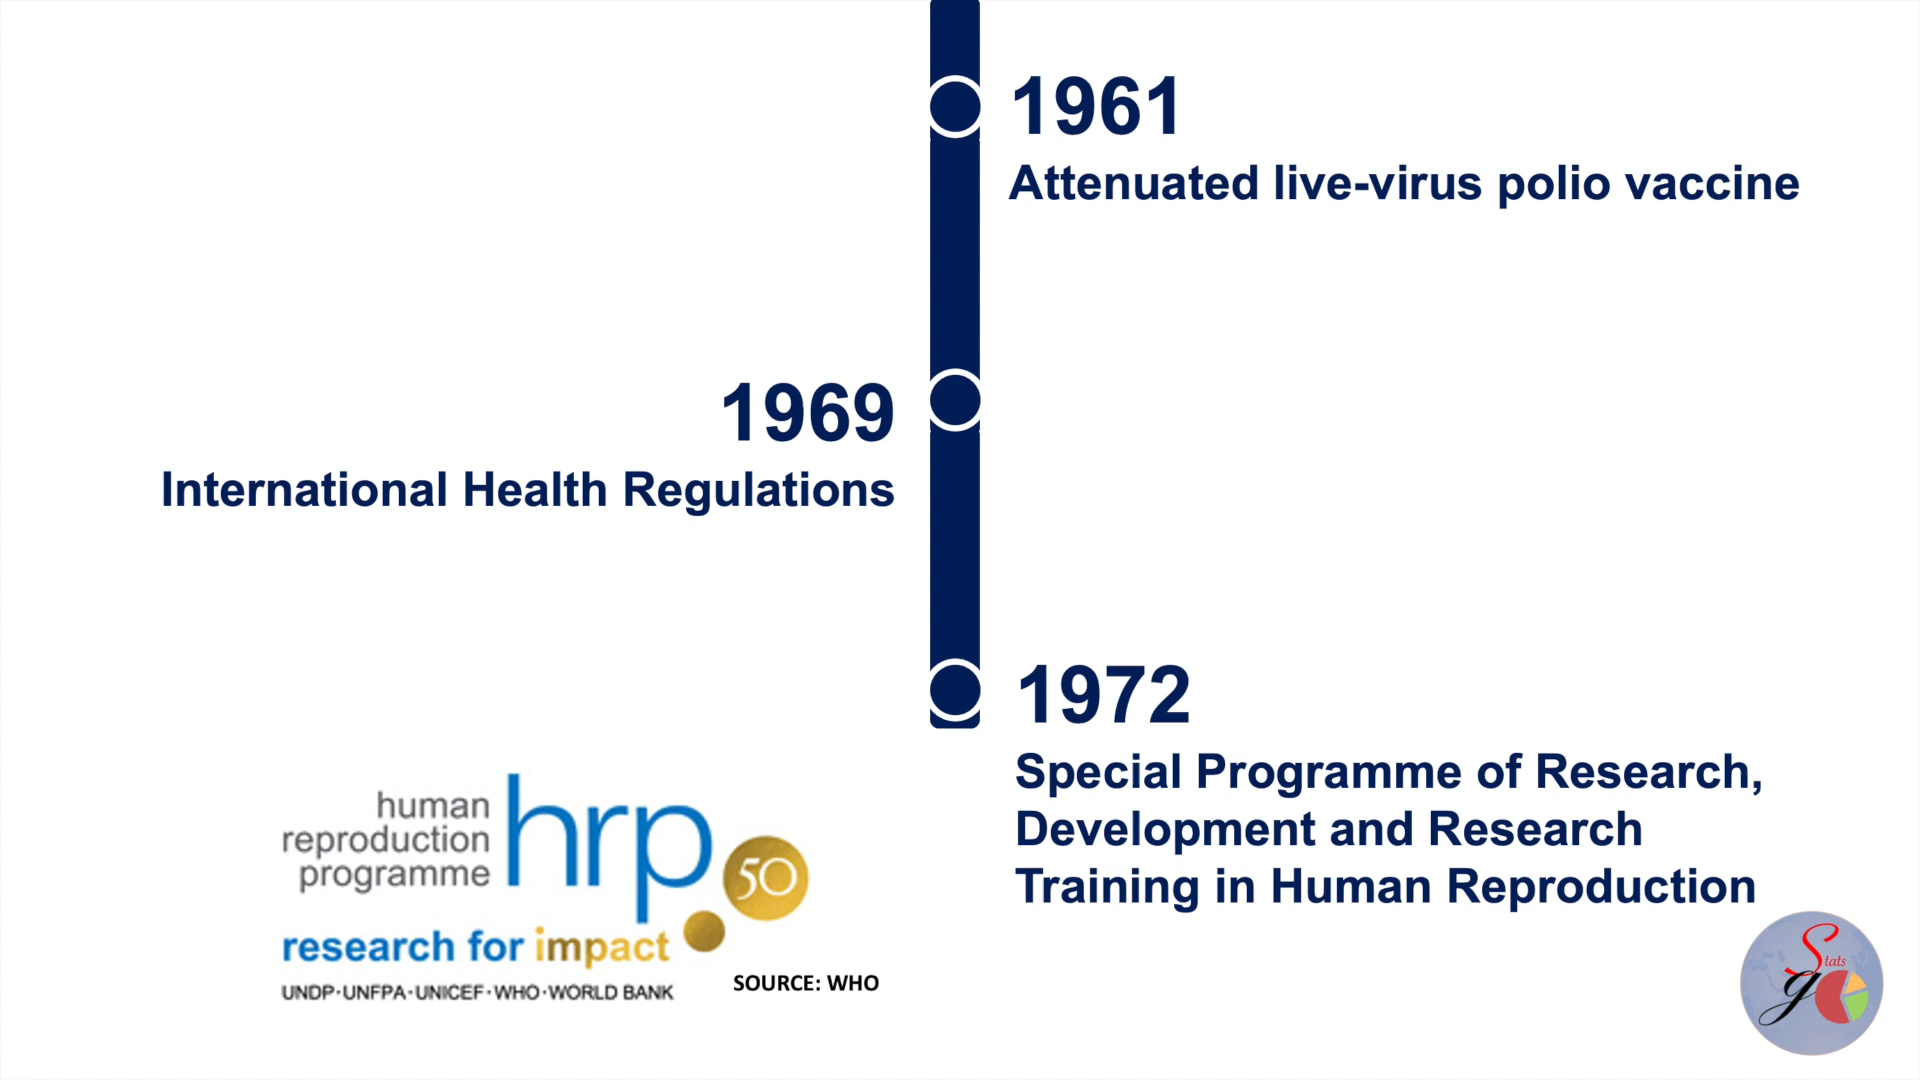 1961
Attenuated live-virus polio vaccine
1969
International Health Regulations
1972
Special Programme of Research,
Development and Research
Training in Human Reproduction
human
reproduction
programme
hrp
50
research for impact
UNDP·UNFPA·UNICEF·WHO·WORLD BANK
SOURCE: WHO
Stats
g